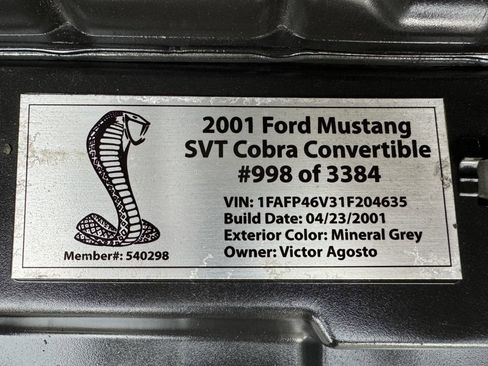 2001 Ford Mustang
SVT Cobra Convertible
#998 of 3384
VIN: 1FAFP46V31F204635
Build Date: 04/23/2001
Exterior Color: Mineral Grey
Owner: Victor Agosto
Member#: 540298